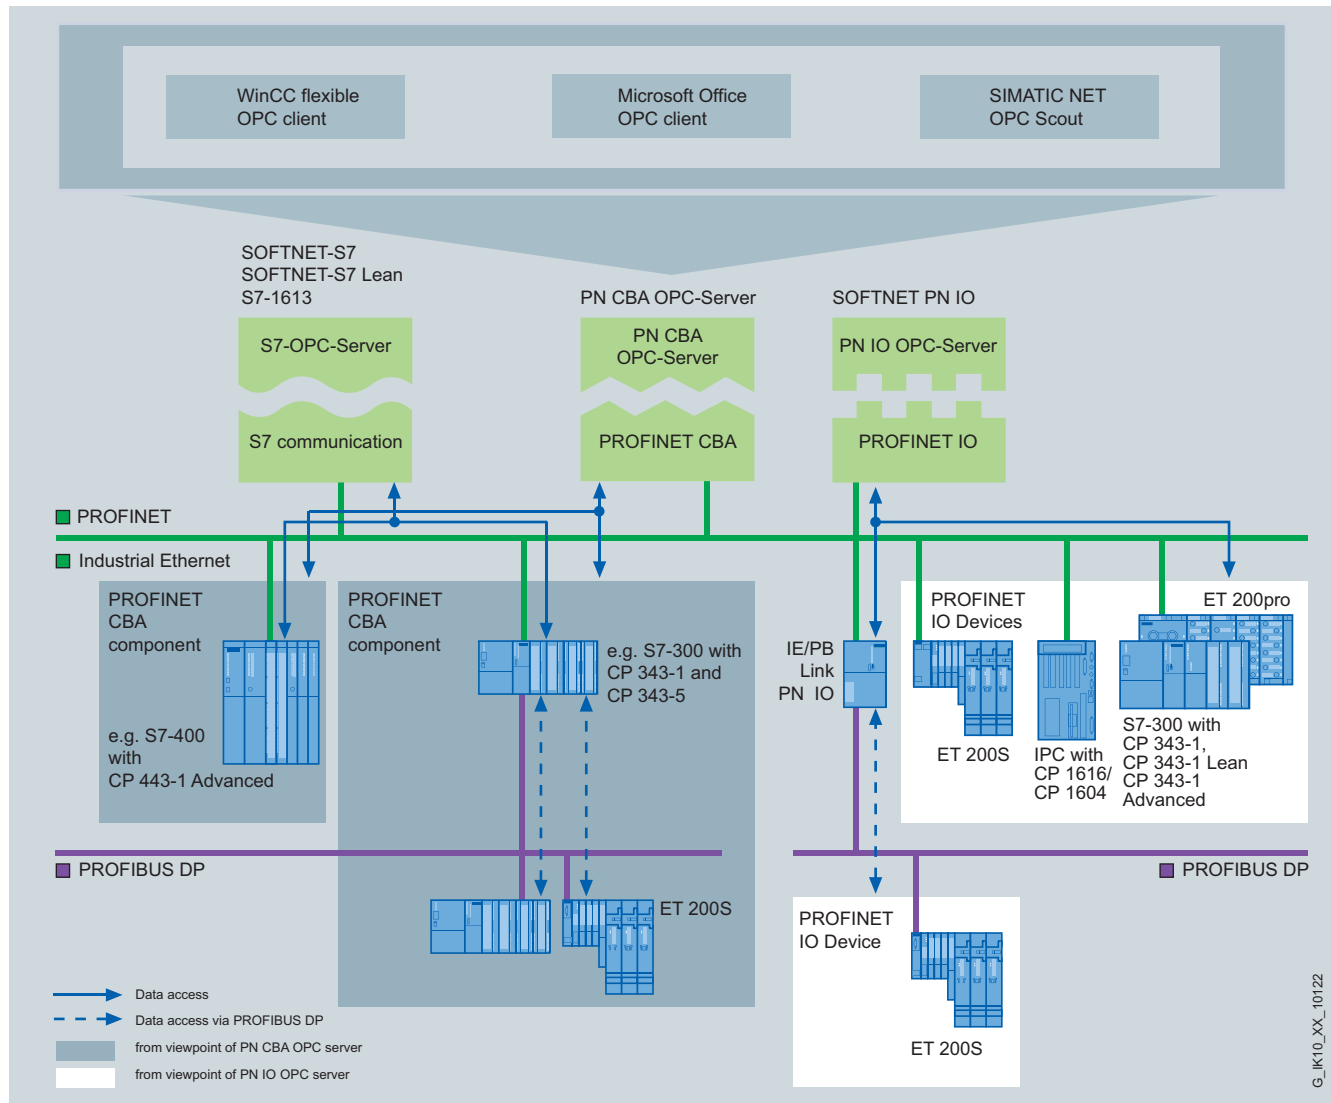 WinCC flexible
OPC client
Microsoft Office
OPC client
SIMATIC NET
OPC Scout
SOFTNET-S7
SOFTNET-S7 Lean
S7-1613
PN CBA OPC-Server
SOFTNET PN IO
S7-OPC-Server
PN CBA
OPC-Server
PN IO OPC-Server
S7 communication
PROFINET CBA
PROFINET IO
PROFINET
Industrial Ethernet
PROFINET
CBA
component
e.g. S7-400
with
CP 443-1 Advanced
PROFINET
CBA
component
e.g. S7-300 with
CP 343-1 and
CP 343-5
IE/PB
Link
PN IO
PROFINET
IO Devices
ET 200pro
ET 200S
IPC with
CP 1616/
CP 1604
S7-300 with
CP 343-1,
CP 343-1 Lean
CP 343-1
Advanced
PROFIBUS DP
PROFIBUS DP
ET 200S
PROFINET
IO Device
ET 200S
Data access
Data access via PROFIBUS DP
from viewpoint of PN CBA OPC server
from viewpoint of PN IO OPC server
G_IK10_XX_10122